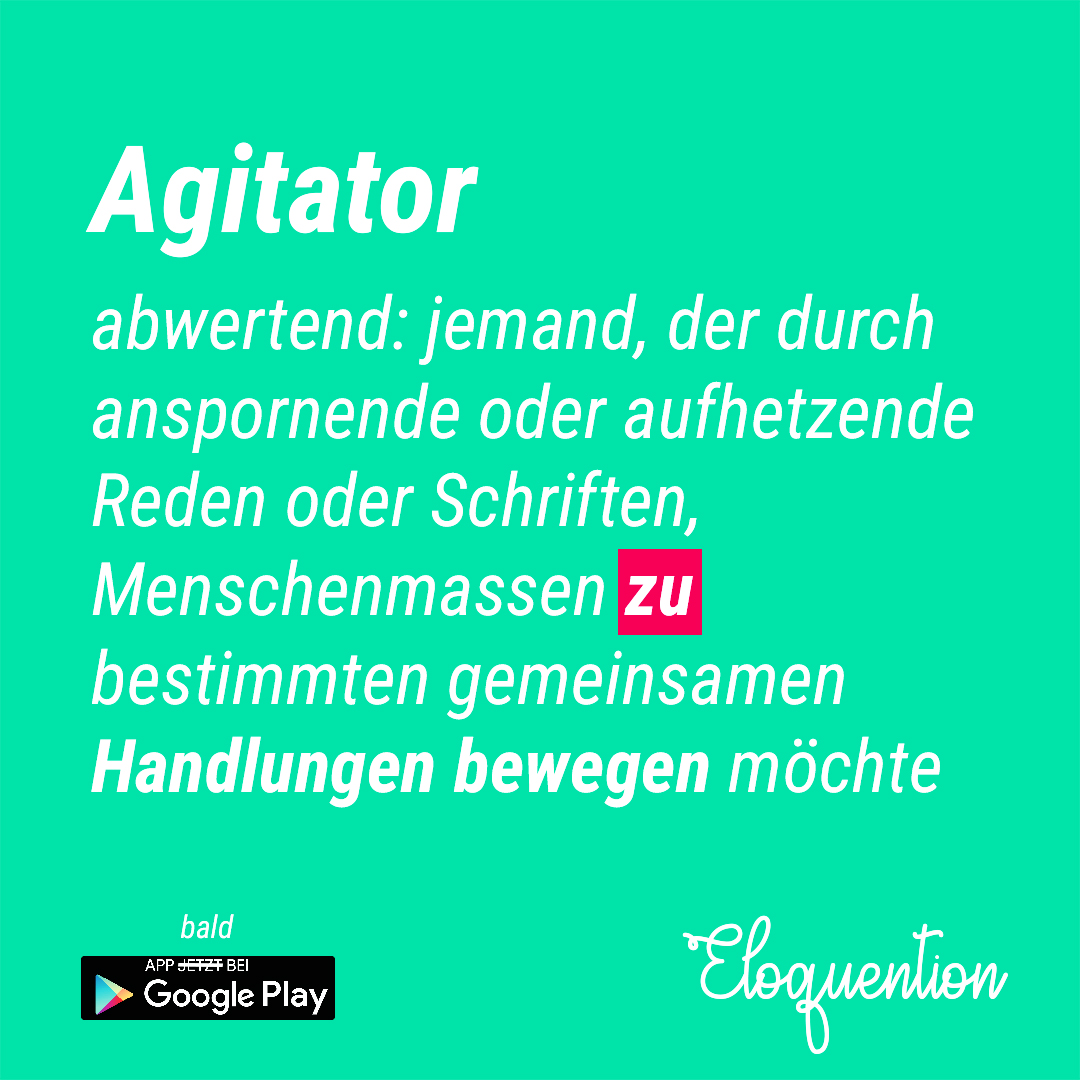 Agitator
abwertend: jemand, der durch
anspornende oder aufhetzende
Reden oder Schriften,
Menschenmassen zu
bestimmten gemeinsamen
Handlungen bewegen möchte
bald
APP JETZT BEI
Google Play
Eloquention